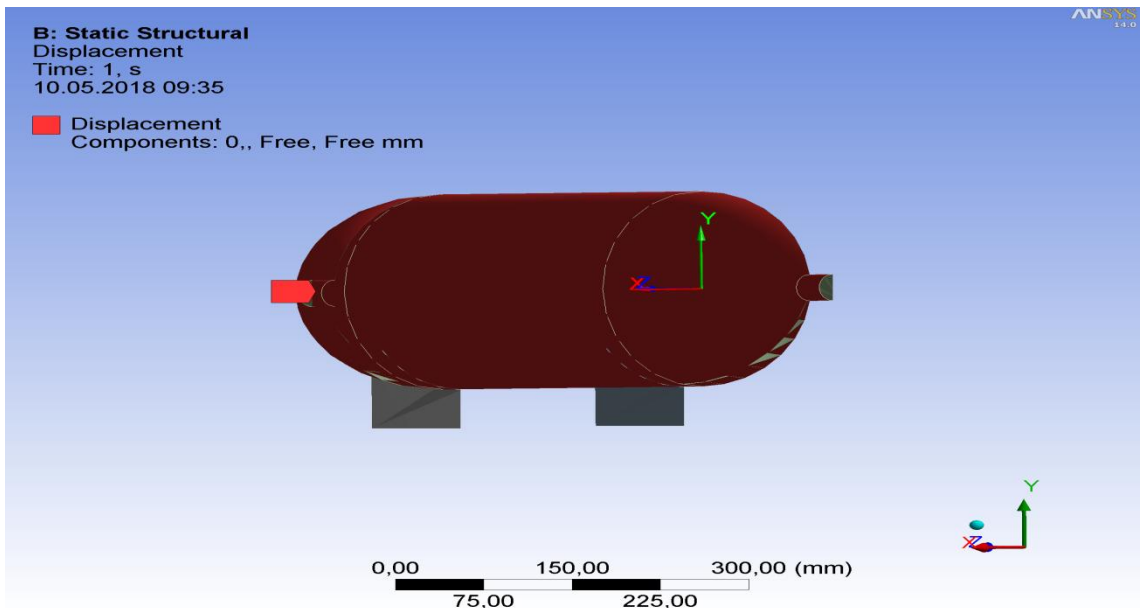 ANSYS
14.0
B: Static Structural
Displacement
Time: 1, s
10.05.2018 09:35
Displacement
Components: 0,, Free, Free mm
Y
X Z
Y
X Z
0,00 150,00 300,00 (mm)
75,00 225,00